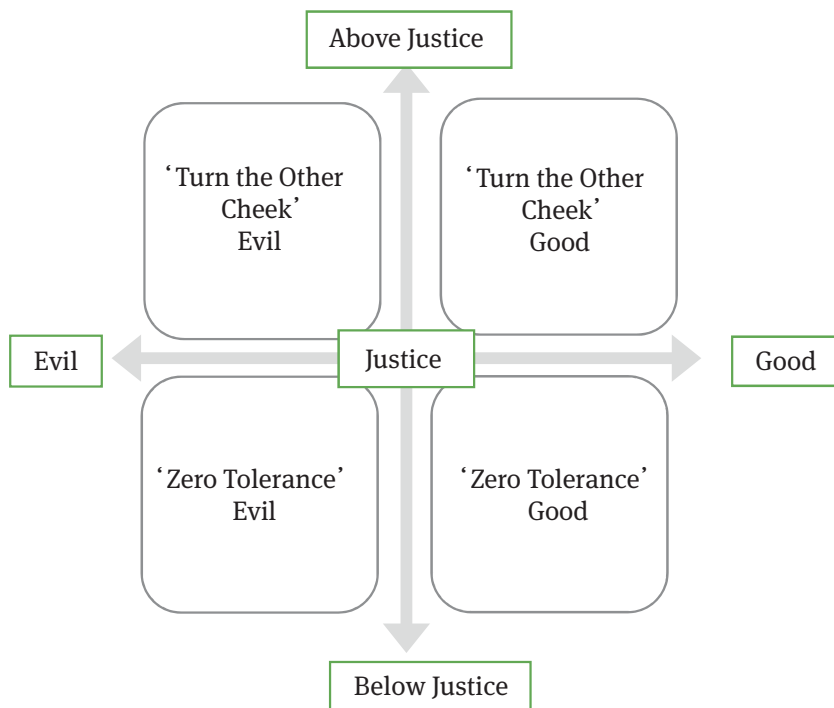 Above Justice
‘Turn the Other
Cheek’
Evil
‘Turn the Other
Cheek’
Good
Evil
Justice
Good
‘Zero Tolerance’
Evil
‘Zero Tolerance’
Good
Below Justice